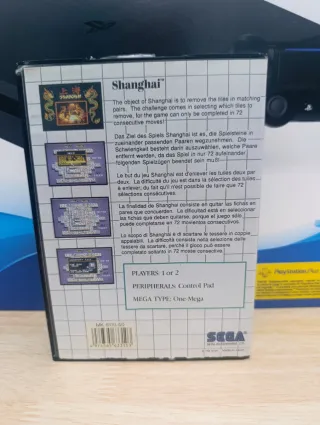 Shanghai™
The object of Shanghai is to remove the tiles in matching
pairs. The challenge comes in selecting which tiles to
remove, for the game can only be completed in 72
consecutive moves!
Das Ziel des Spiels Shanghai ist es, die Spielsteine in
zueinander passenden Paaren wegzunehmen. Die
Schwierigkeit besteht darin auszuwählen, welche Steine
entfernt werden, da das Spiel nur in 72 aufeinander
folgenden Spielzügen beendet sein muß!
Le but du jeu Shanghai est d'enlever les tuiles deux par
deux. La difficulté du jeu est dans la sélection des tuiles
à enlever, du fait qu'il n'est possible de faire que 72
sélections consécutives.
La finalidad de Shanghai consiste en quitar las fichas en
pares que concuerden. La dificultad está en seleccionar
las fichas que deben quitarse, porque el juego sólo
puede completarse en 72 movimientos consecutivos.
Lo scopo di Shanghai è di scartare le tessere in coppie
appaiabili. La difficoltà consiste nella selezione delle
tessere da scartare, perchè il gioco può essere
completato soltanto in 72 mosse consecutive!
PLAYERS: 1 or 2
PERIPHERALS: Control Pad
MEGA TYPE: One-Mega
SEGA
PlayStation Plus